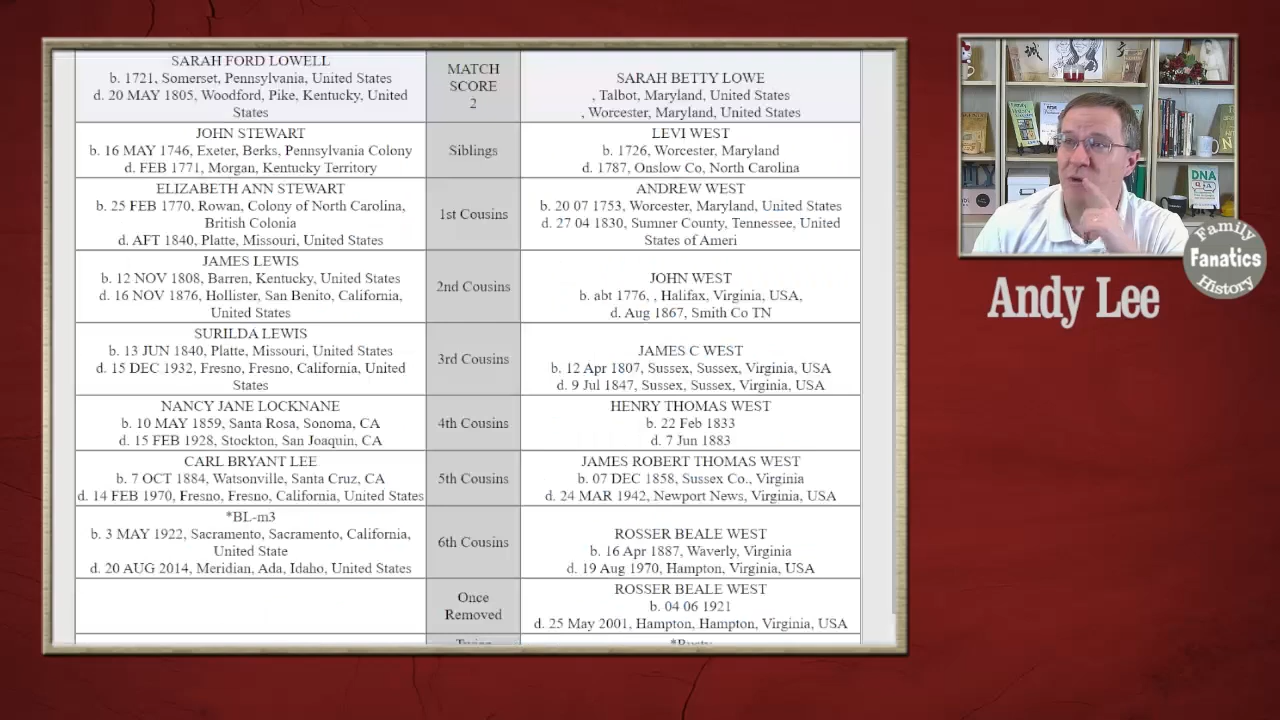 SARAH FORD LOWELL
b. 1721, Somerset, Pennsylvania, United States
d. 20 MAY 1805, Woodford, Pike, Kentucky, United
States
MATCH
SCORE
2
SARAH BETTY LOWE
, Talbot, Maryland, United States
, Worcester, Maryland, United States
JOHN STEWART
b. 16 MAY 1746, Exeter, Berks, Pennsylvania Colony
d. FEB 1771, Morgan, Kentucky Territory
Siblings
LEVI WEST
b. 1726, Worcester, Maryland
d. 1787, Onslow Co, North Carolina
ELIZABETH ANN STEWART
b. 25 FEB 1770, Rowan, Colony of North Carolina,
British Colonia
d. AFT 1840, Platte, Missouri, United States
1st Cousins
ANDREW WEST
b. 20 07 1753, Worcester, Maryland, United States
d. 27 04 1830, Sumner County, Tennessee, United
States of Ameri
JAMES LEWIS
b. 12 NOV 1808, Barren, Kentucky, United States
d. 16 NOV 1876, Hollister, San Benito, California,
United States
2nd Cousins
JOHN WEST
b. abt 1776, , Halifax, Virginia, USA,
d. Aug 1867, Smith Co TN
SURILDA LEWIS
b. 13 JUN 1840, Platte, Missouri, United States
d. 15 DEC 1932, Fresno, Fresno, California, United
States
3rd Cousins
JAMES C WEST
b. 12 Apr 1807, Sussex, Sussex, Virginia, USA
d. 9 Jul 1847, Sussex, Sussex, Virginia, USA
NANCY JANE LOCKNANE
b. 10 MAY 1859, Santa Rosa, Sonoma, CA
d. 15 FEB 1928, Stockton, San Joaquin, CA
4th Cousins
HENRY THOMAS WEST
b. 22 Feb 1833
d. 7 Jun 1883
CARL BRYANT LEE
b. 7 OCT 1884, Watsonville, Santa Cruz, CA
d. 14 FEB 1970, Fresno, Fresno, California, United States
5th Cousins
JAMES ROBERT THOMAS WEST
b. 07 DEC 1858, Sussex Co., Virginia
d. 24 MAR 1942, Newport News, Virginia, USA
*BL-m3
b. 3 MAY 1922, Sacramento, Sacramento, California,
United State
d. 20 AUG 2014, Meridian, Ada, Idaho, United States
6th Cousins
ROSSER BEALE WEST
b. 16 Apr 1887, Waverly, Virginia
d. 19 Aug 1970, Hampton, Virginia, USA
Once
Removed
ROSSER BEALE WEST
b. 04 06 1921
d. 25 May 2001, Hampton, Hampton, Virginia, USA
DNA
Family
Fanatics
History
Andy Lee